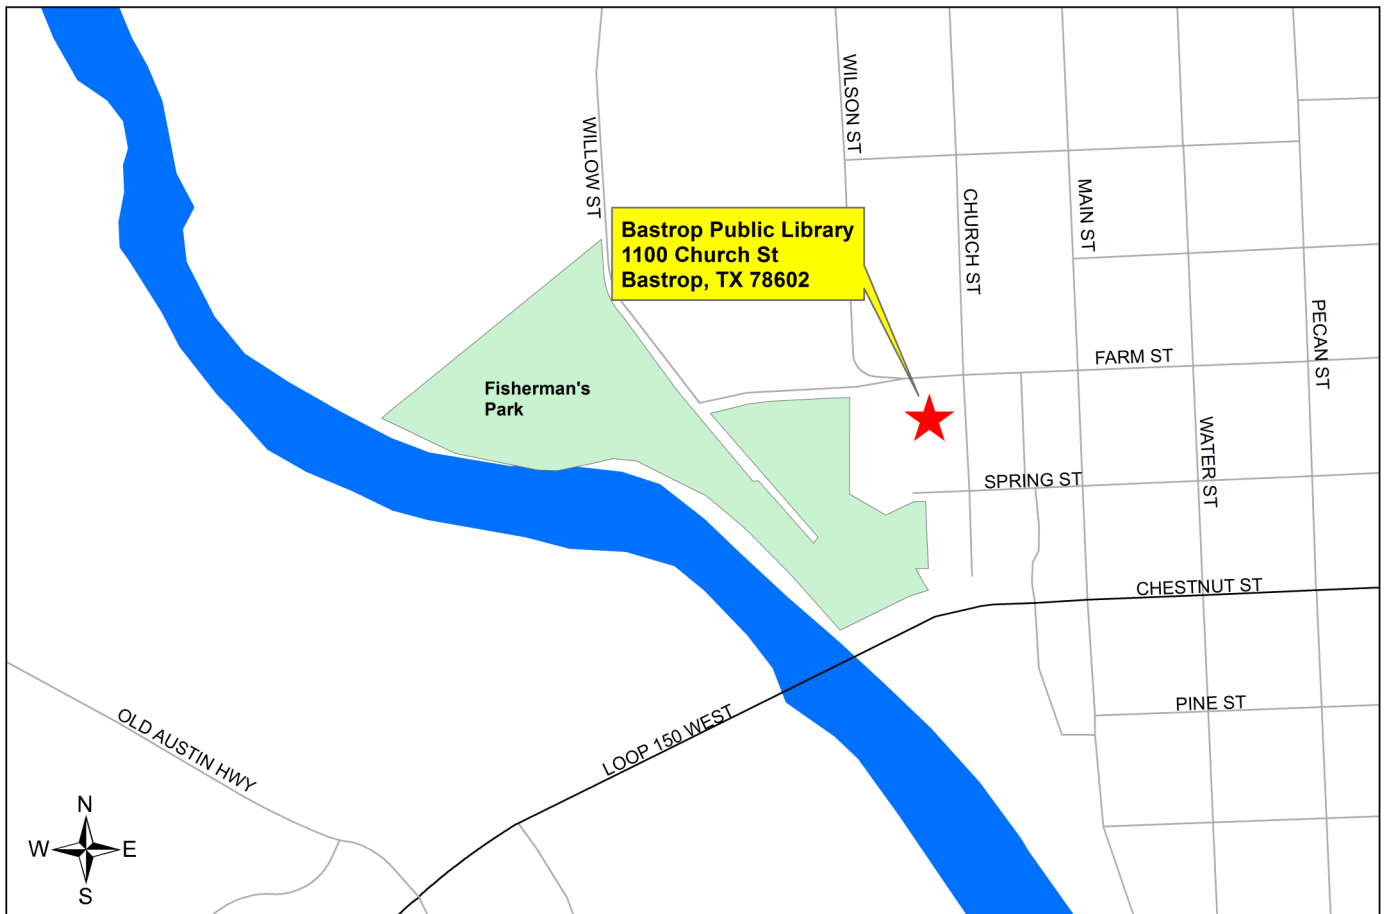 WILSON ST
WILLOW ST
MAIN ST
CHURCH ST
Bastrop Public Library
1100 Church St
Bastrop, TX 78602
PECAN ST
FARM ST
Fisherman's
Park
WATER ST
SPRING ST
CHESTNUT ST
PINE ST
OLD AUSTIN HWY
LOOP 150 WEST
N
W
E
S